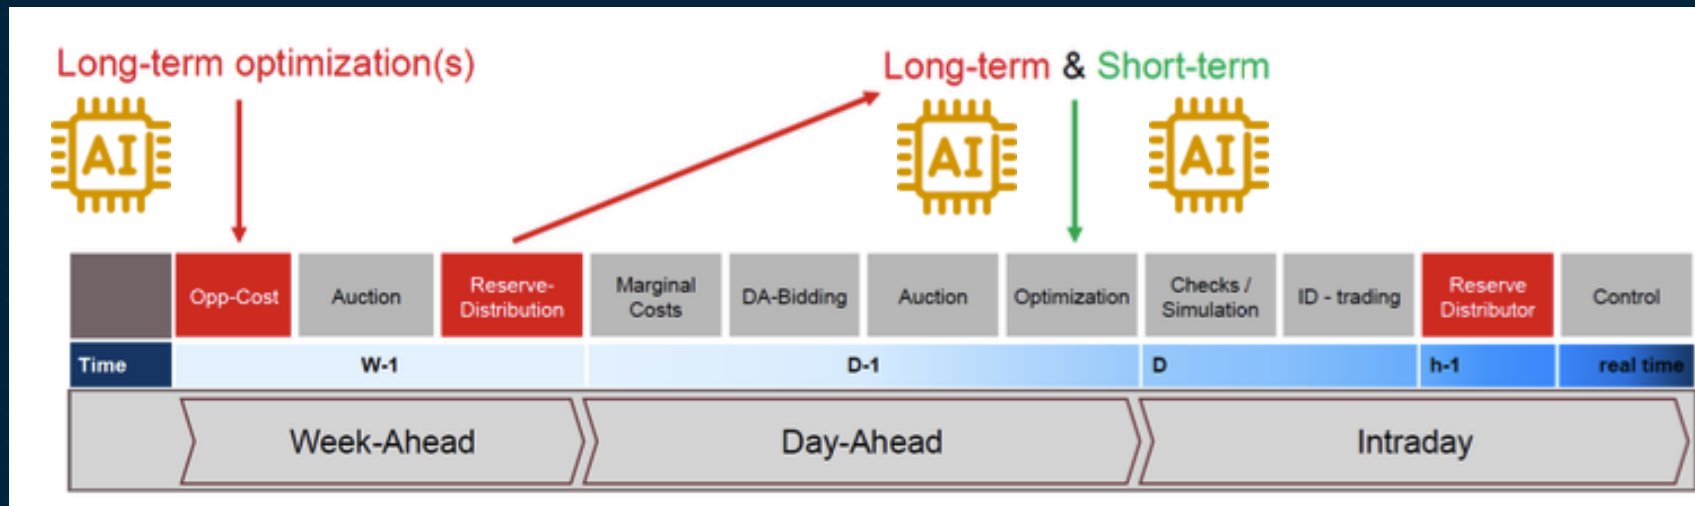 Long-term optimization(s)
Long-term & Short-term
AI
AI
AI
Opp-Cost
Auction
Reserve-
Distribution
Marginal
Costs
DA-Bidding
Auction
Optimization
Checks /
Simulation
ID - trading
Reserve
Distributor
Control
Time
W-1
D-1
D
h-1
real time
Week-Ahead
Day-Ahead
Intraday